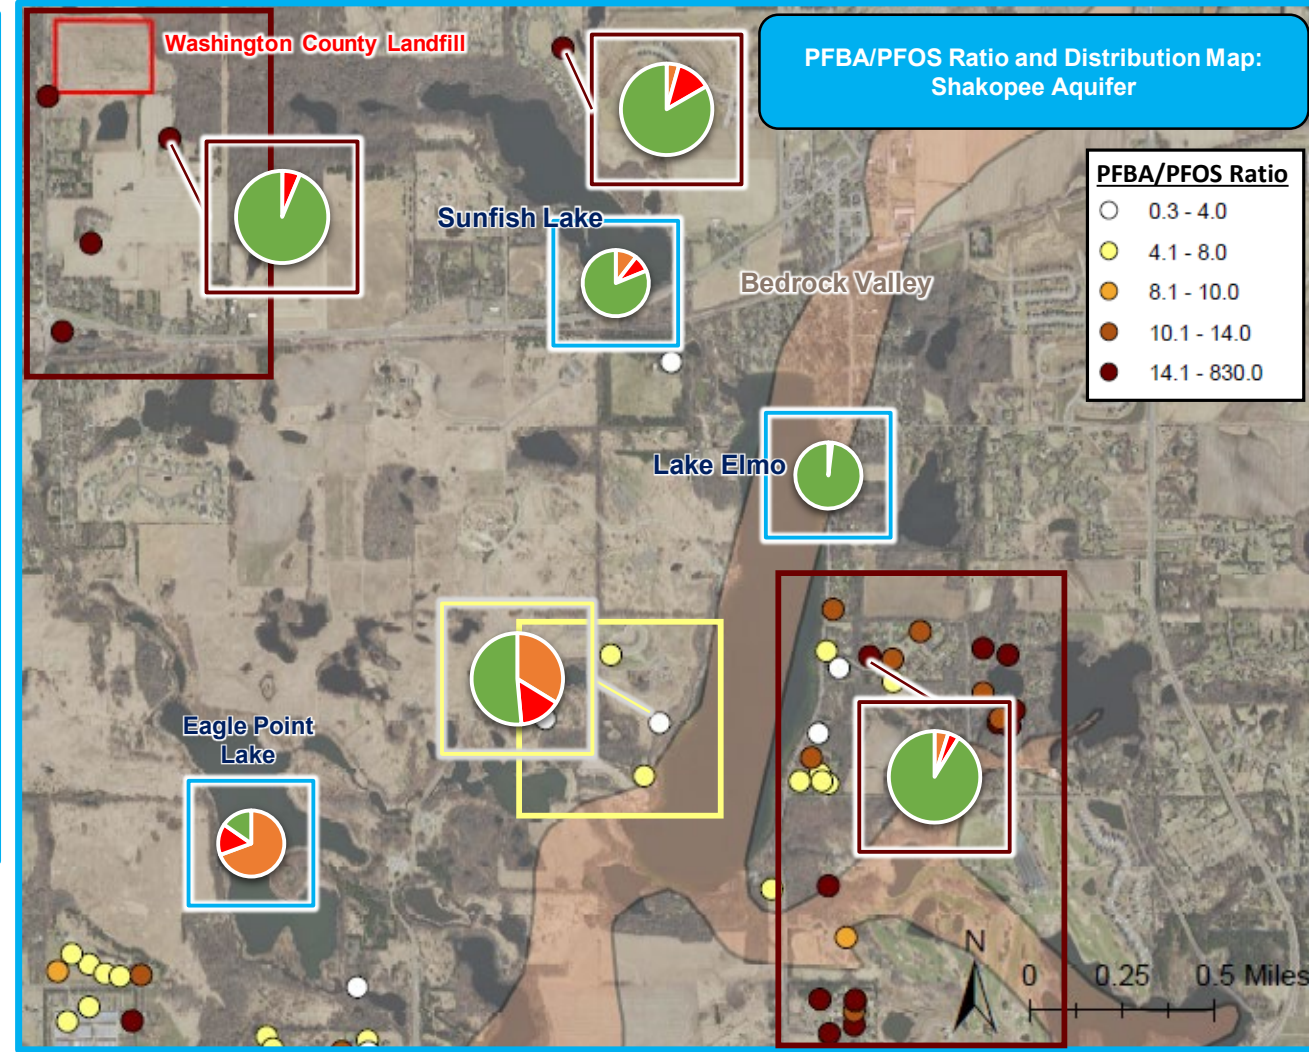 Washington County Landfill
PFBA/PFOS Ratio and Distribution Map:
Shakopee Aquifer
PFBA/PFOS Ratio
0.3 - 4.0
4.1 - 8.0
8.1 - 10.0
10.1 - 14.0
14.1 - 830.0
Sunfish Lake
Bedrock Valley
Lake Elmo
Eagle Point
Lake
N
0 0.25 0.5 Miles